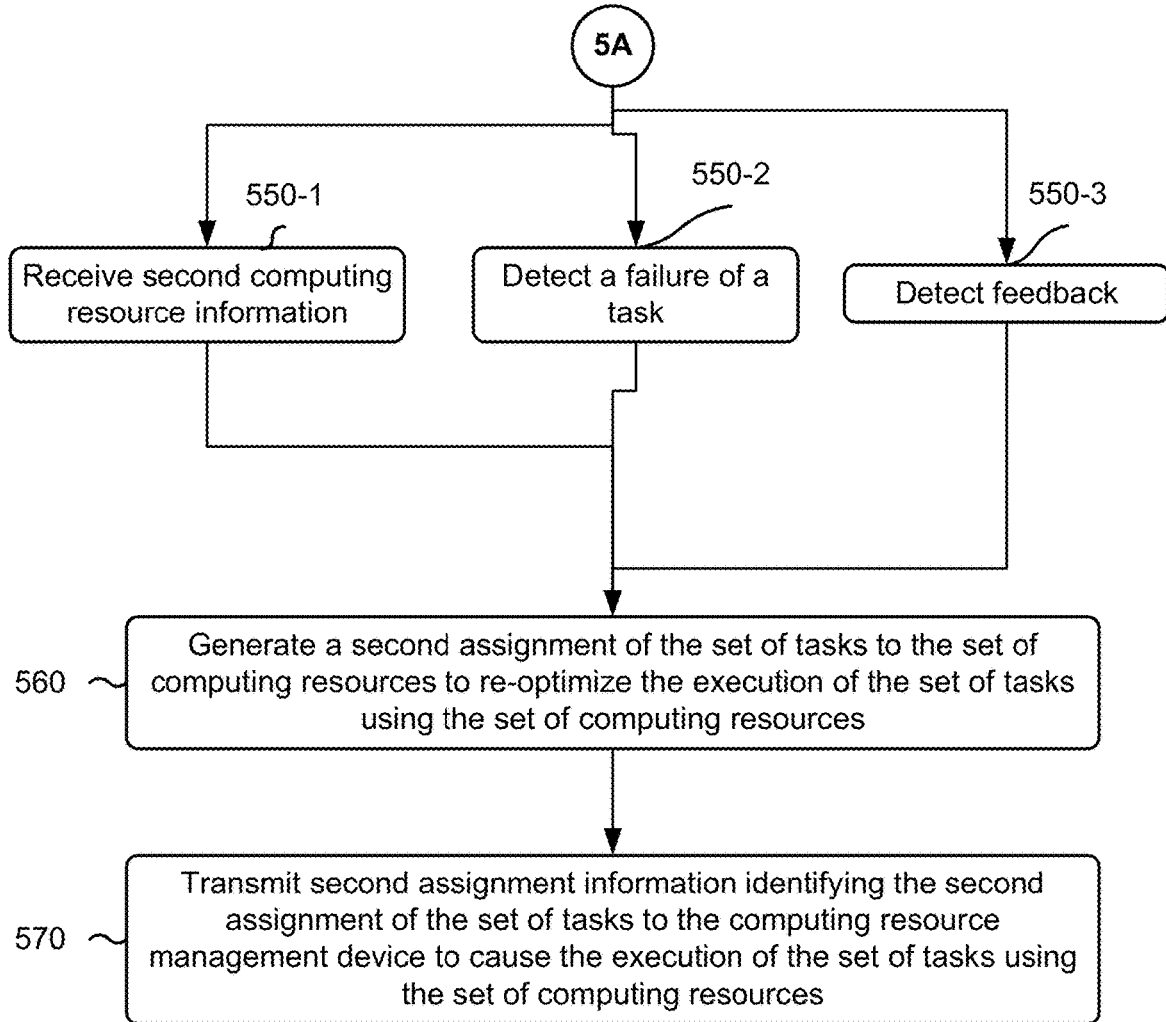 5A
550-1
Receive second computing
resource information
550-2
Detect a failure of a
task
550-3
Detect feedback
560
Generate a second assignment of the set of tasks to the set of
computing resources to re-optimize the execution of the set of tasks
using the set of computing resources
570
Transmit second assignment information identifying the second
assignment of the set of tasks to the computing resource
management device to cause the execution of the set of tasks using
the set of computing resources